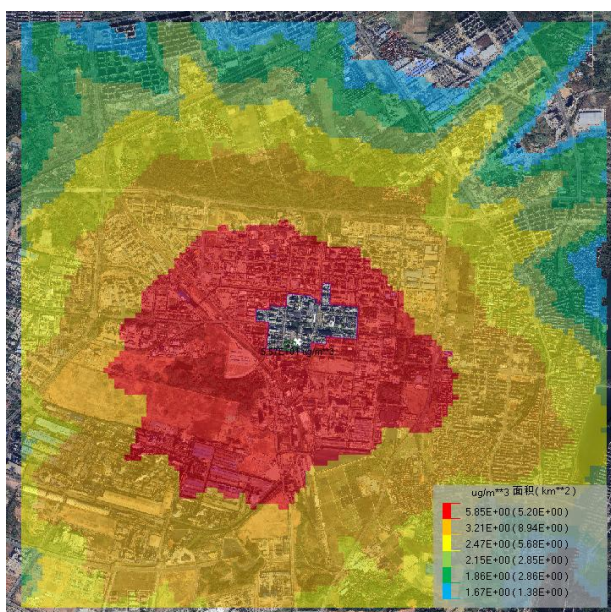 ug/m**3 面积( km**2)
5.85E+00 ( 5.20E+00 )
3.21E+00 ( 8.94E+00 )
2.47E+00 ( 5.68E+00 )
2.15E+00 ( 2.85E+00 )
1.86E+00 ( 2.86E+00 )
1.67E+00 ( 1.38E+00 )